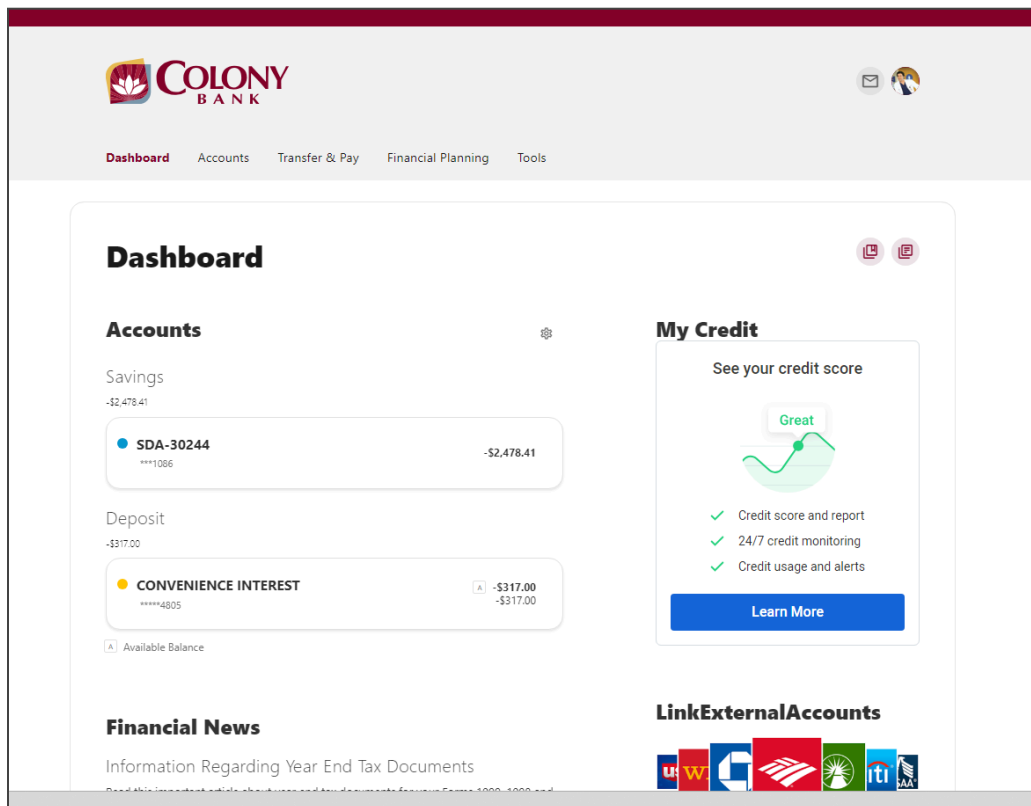 COLONY
BANK
Dashboard Accounts Transfer & Pay Financial Planning Tools
Dashboard
Accounts
Savings
-$2,478.41
SDA-30244
***1086
-$2,478.41
Deposit
-$317.00
CONVENIENCE INTEREST
*****4805
A -$317.00
-$317.00
A Available Balance
My Credit
See your credit score
Great
Credit score and report
24/7 credit monitoring
Credit usage and alerts
Learn More
Financial News
Information Regarding Year End Tax Documents
LinkExternalAccounts
citi